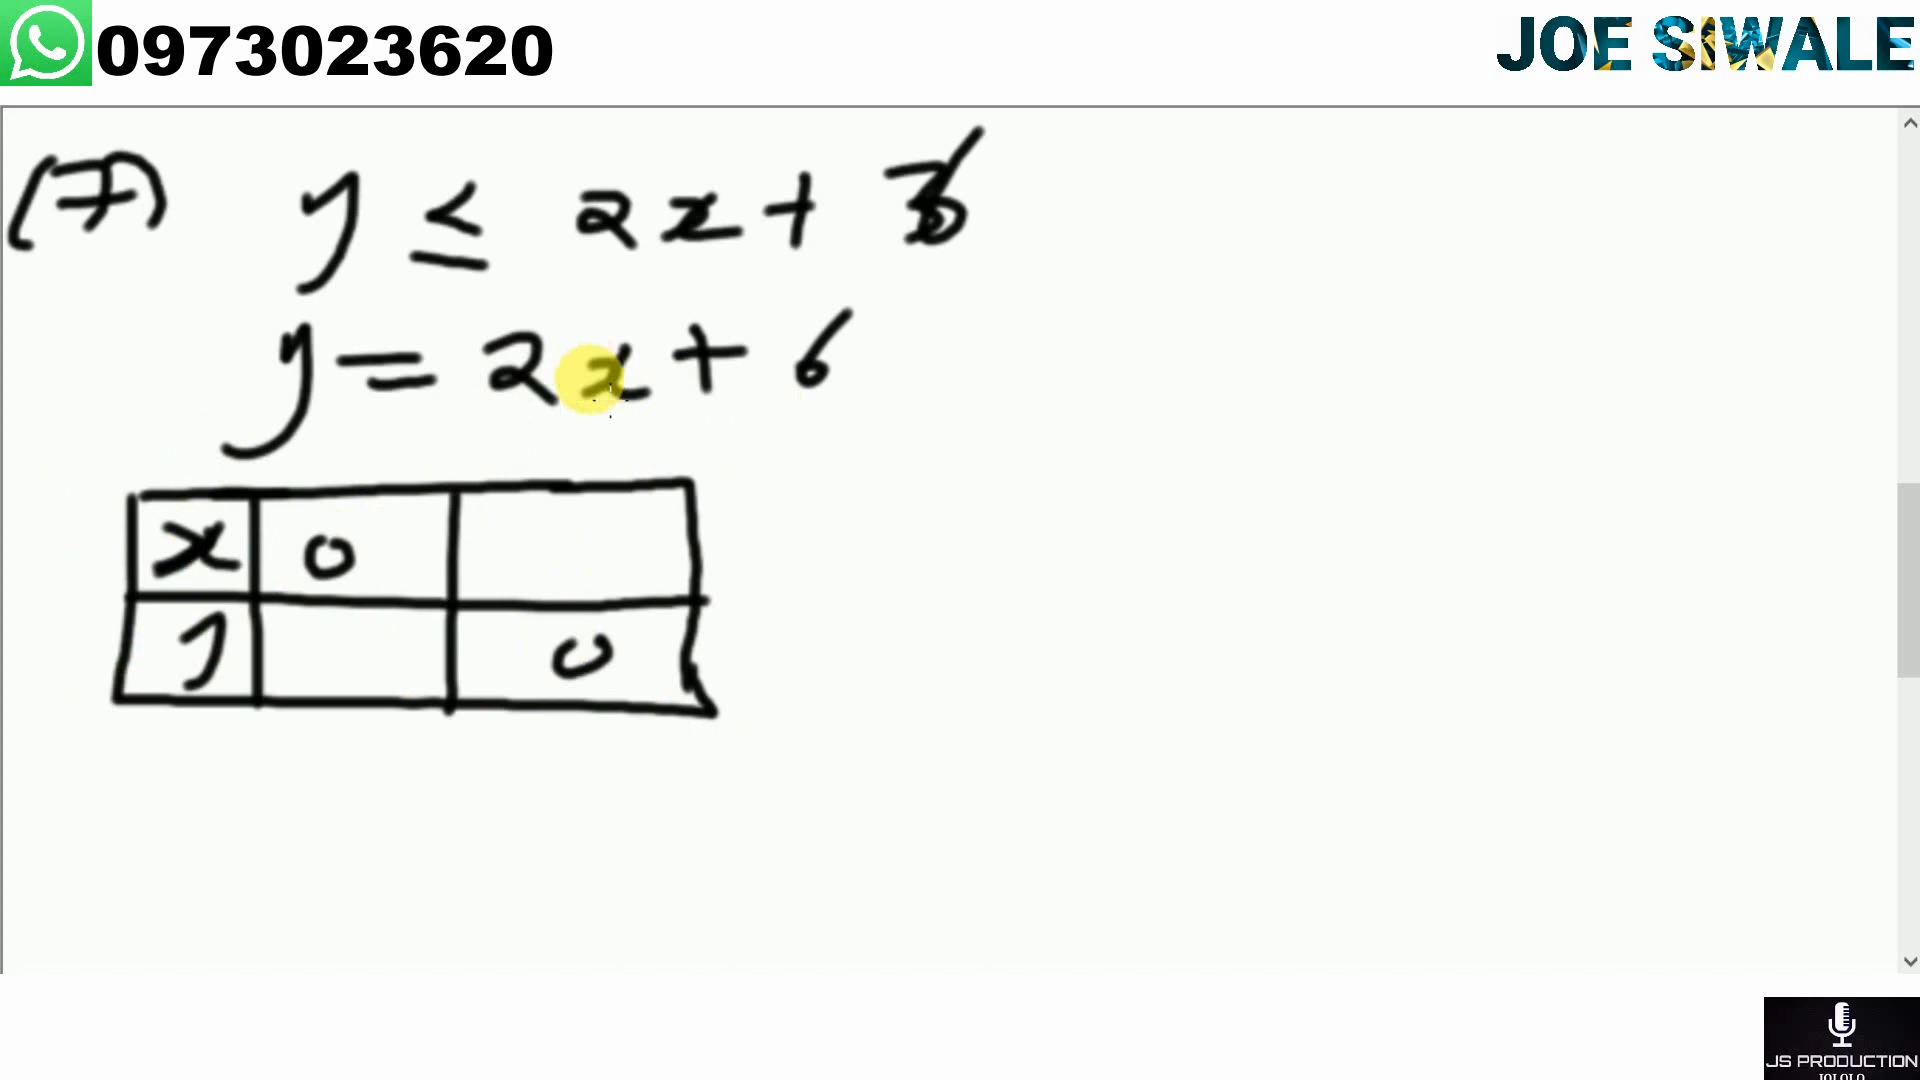 0973023620
JOE SIWALE
(7) y ≤ 2x + 6
y = 2x + 6
x 0
y 0
JS PRODUCTION